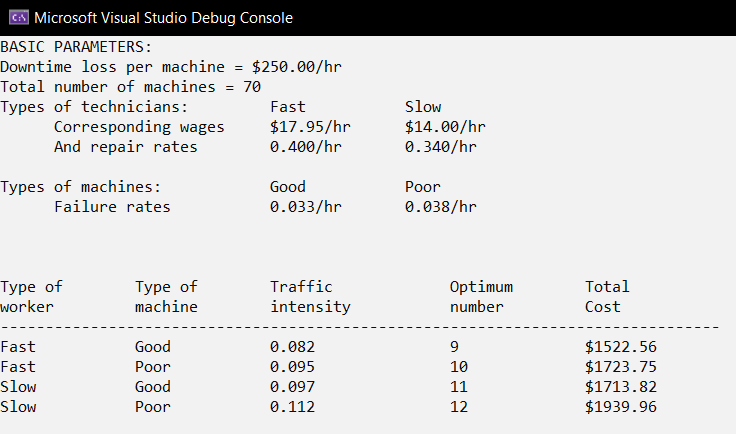 Microsoft Visual Studio Debug Console
BASIC PARAMETERS:
Downtime loss per machine = $250.00/hr
Total number of machines = 70
Types of technicians: Fast Slow
Corresponding wages $17.95/hr $14.00/hr
And repair rates 0.400/hr 0.340/hr
Types of machines: Good Poor
Failure rates 0.033/hr 0.038/hr
Type of Type of Traffic Optimum Total
worker machine intensity number Cost
--------------------------------------------------------------------------------
Fast Good 0.082 9 $1522.56
Fast Poor 0.095 10 $1723.75
Slow Good 0.097 11 $1713.82
Slow Poor 0.112 12 $1939.96